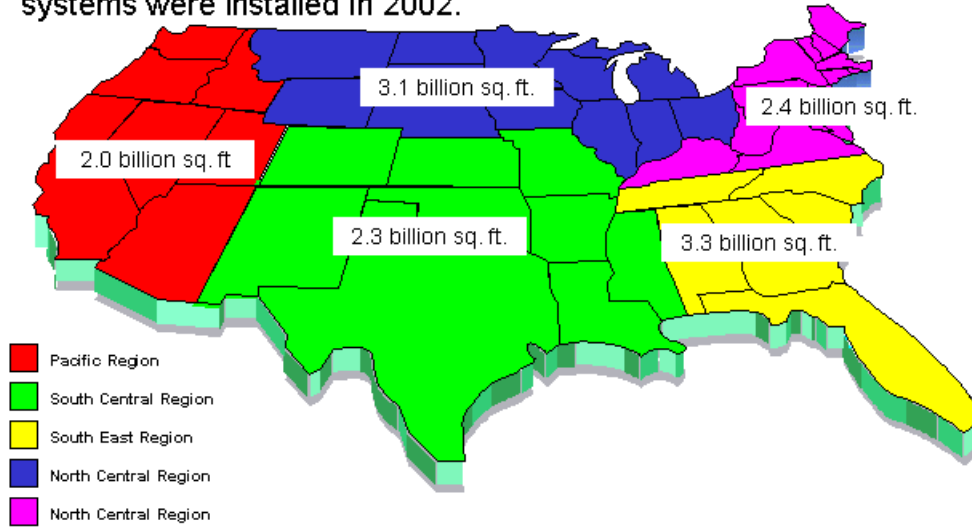 systems were installed in 2002.
3.1 billion sq. ft.
2.4 billion sq. ft.
2.0 billion sq. ft
2.3 billion sq. ft.
3.3 billion sq. ft.
Pacific Region
South Central Region
South East Region
North Central Region
North Central Region